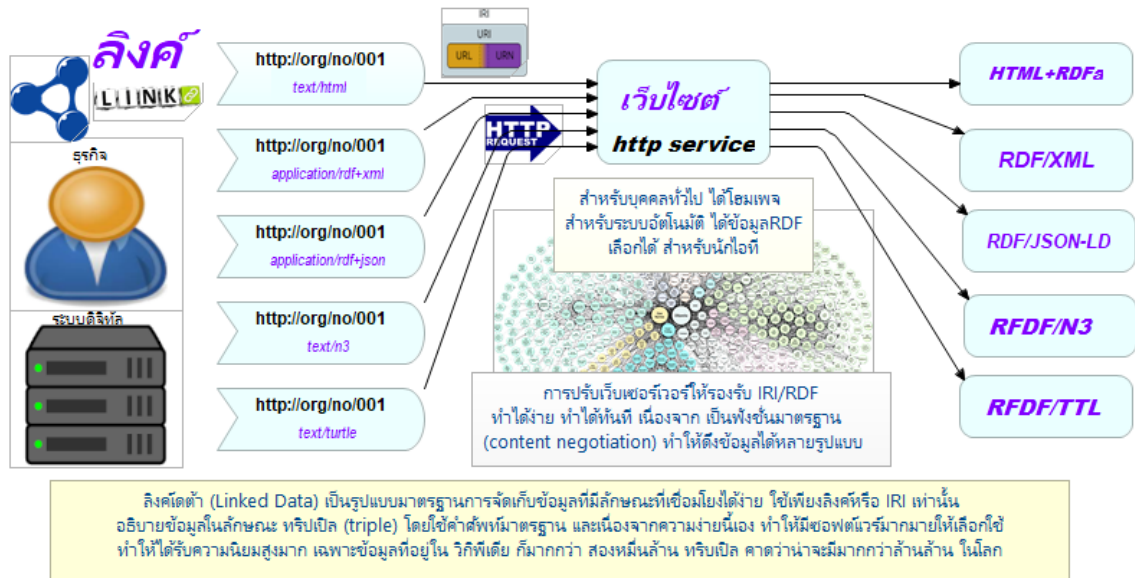 ลิงค์
LINK
ธุรกิจ
ระบบดิจิทัล
http://org/no/001
text/html
http://org/no/001
application/rdf+xml
http://org/no/001
application/rdf+json
http://org/no/001
text/n3
http://org/no/001
text/turtle
IRI
URI
URL URN
HTTP
REQUEST
เว็บไซต์
http service
สำหรับบุคคลทั่วไป ได้โฮมเพจ
สำหรับระบบอัตโนมัติ ได้ข้อมูลRDF
เลือกได้ สำหรับนักไอที
การปรับเว็บเซอร์เวอร์ให้รองรับ IRI/RDF
ทำได้ง่าย ทำได้ทันที เนื่องจาก เป็นฟังชั่นมาตรฐาน
(content negotiation) ทำให้ดึงข้อมูลได้หลายรูปแบบ
HTML+RDFa
RDF/XML
RDF/JSON-LD
RFDF/N3
RFDF/TTL
ลิงค์โดต้า (Linked Data) เป็นรูปแบบมาตรฐานการจัดเก็บข้อมูลที่มีลักษณะที่เชื่อมโยงได้ง่าย ใช้เพียงลิงค์หรือ IRI เท่านั้น
อธิบายข้อมูลในลักษณะ ทริปเปิล (triple) โดยใช้คำศัพท์มาตรฐาน และเนื่องจากความง่ายนี้เอง ทำให้มีซอฟต์แวร์มากมายให้เลือกใช้
ทำให้ได้รับความนิยมสูงมาก เฉพาะข้อมูลที่อยู่ใน วิกิพีเดีย ก็มากกว่า สองหมื่นล้าน ทริบเปิล คาดว่าน่าจะมีมากกว่าล้านล้าน ในโลก